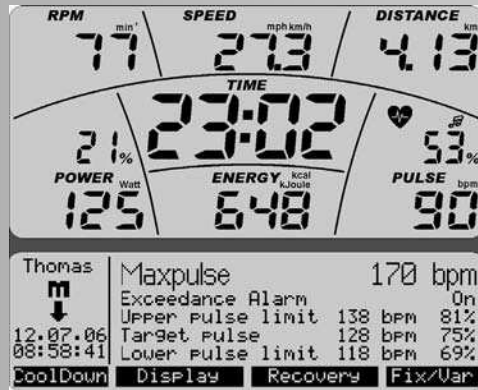 RPM SPEED DISTANCE
min' mph km/h km
77 27.3 4.13
TIME
23:02
21% 53%
POWER Watt ENERGY kcal kJoule PULSE bpm
125 648 90
Thomas Maxpulse 170 bpm
m Exceedance Alarm On
Upper pulse limit 138 bpm 81%
12.07.06 Target pulse 128 bpm 75%
08:58:41 Lower pulse limit 118 bpm 69%
CoolDown Display Recovery Fix/Var